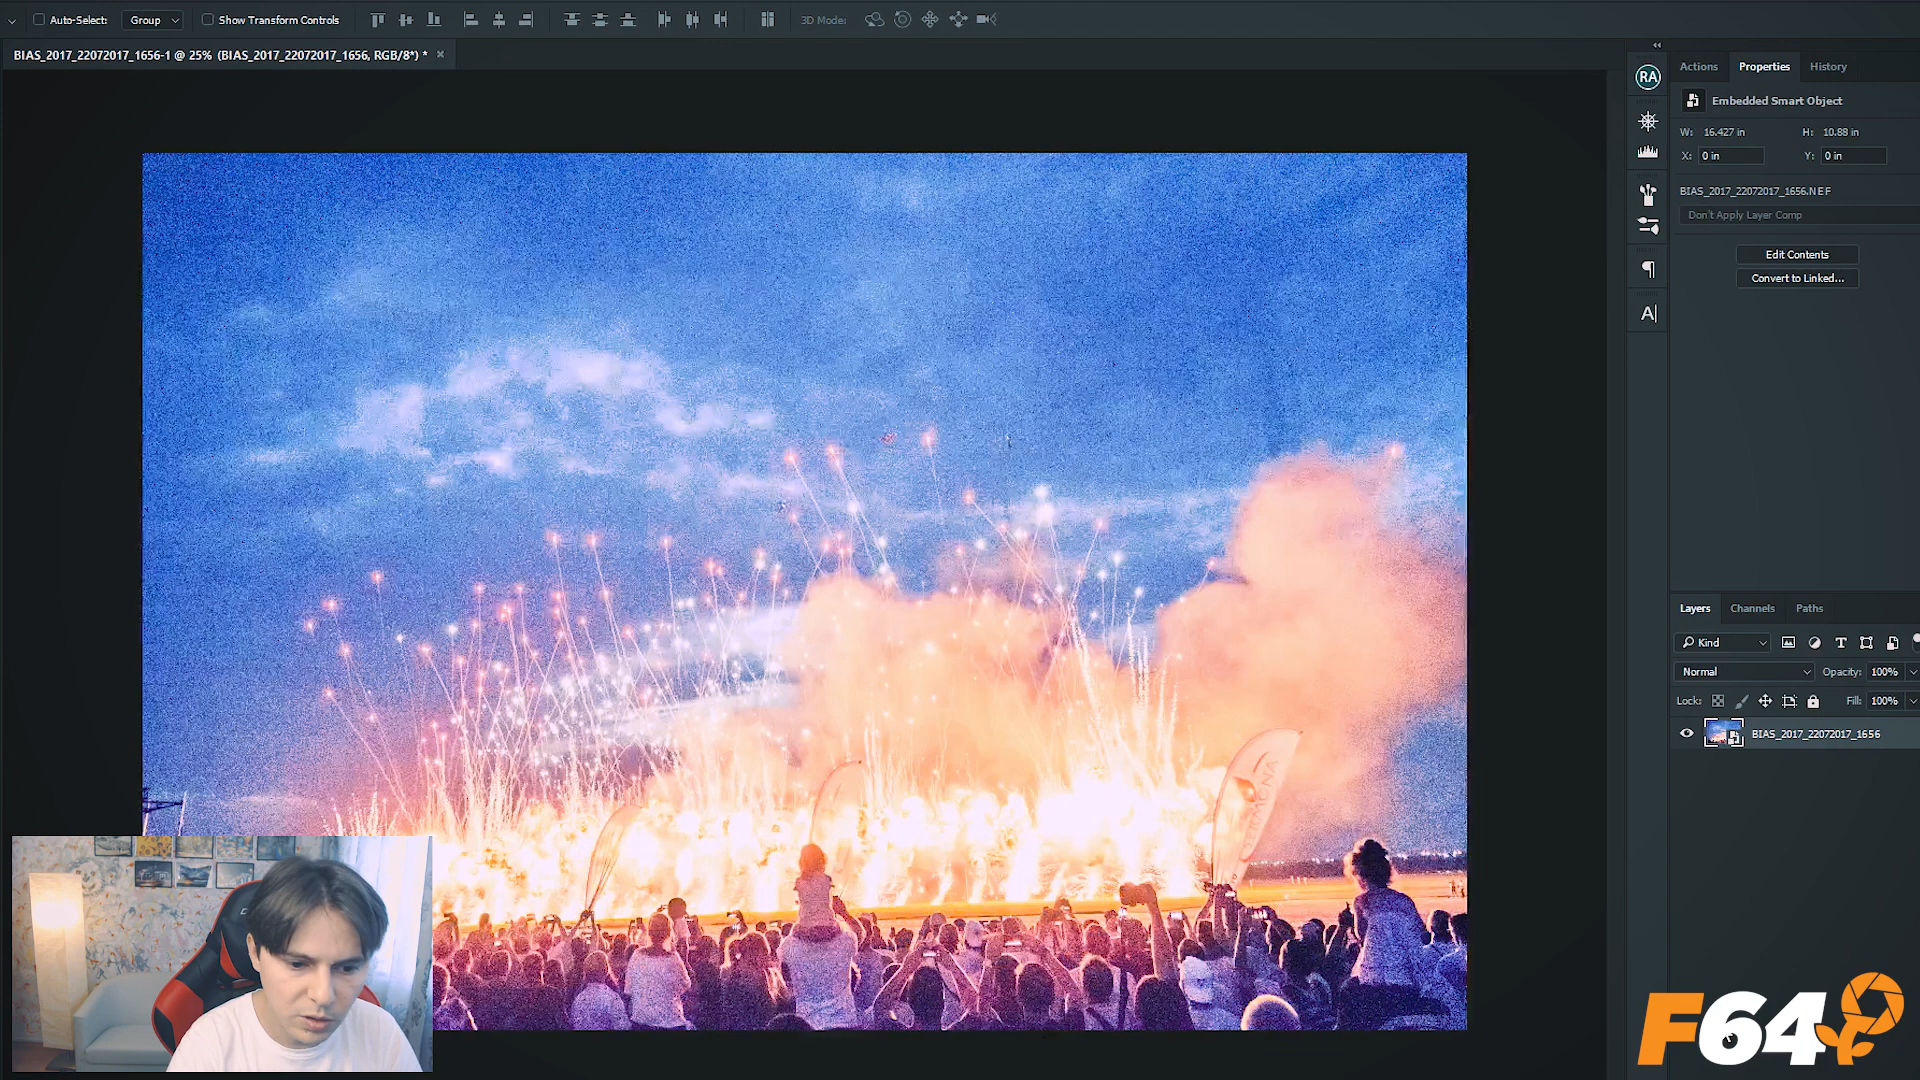 Auto-Select: Group Show Transform Controls 3D Mode:
BIAS_2017_22072017_1656-1 @ 25% (BIAS_2017_22072017_1656, RGB/8*) *
RA
Actions Properties History
Embedded Smart Object
W: 16.427 in H: 10.88 in
X: 0 in Y: 0 in
BIAS_2017_22072017_1656.NEF
Don't Apply Layer Comp
Edit Contents
Convert to Linked...
Layers Channels Paths
Kind
Normal Opacity: 100%
Lock: Fill: 100%
BIAS_2017_22072017_1656
F64